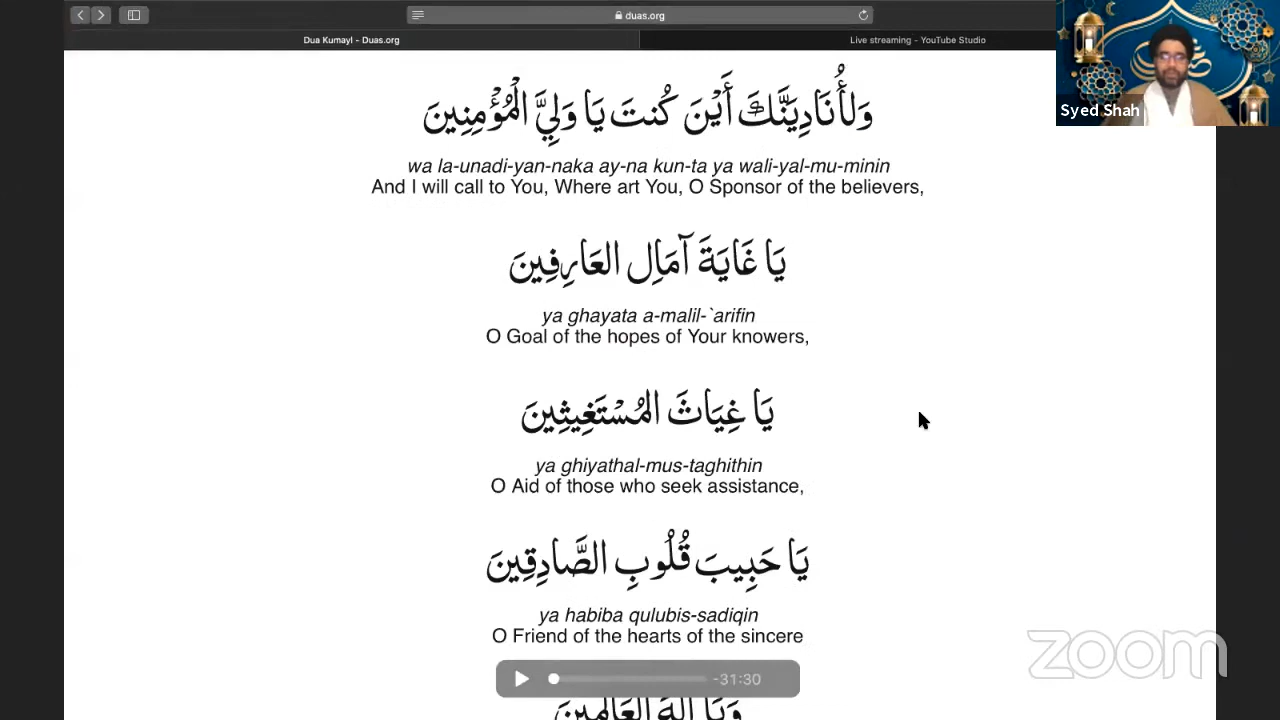 duas.org
Dua Kumayl – Duas.org
Live streaming - YouTube Studio
Syed Shah
وَلَأُنَادِيَنَّكَ أَيْنَ كُنتَ يَا وَلِيَّ الْمُؤْمِنِينَ
wa la-unadi-yan-naka ay-na kun-ta ya wali-yal-mu-minin
And I will call to You, Where art You, O Sponsor of the believers,
يَا غَايَةَ آمَالِ العَارِفِينَ
ya ghayata a-malil-`arifin
O Goal of the hopes of Your knowers,
يَا غِيَاثَ المُسْتَغِيثِينَ
ya ghiyathal-mus-taghithin
O Aid of those who seek assistance,
يَا حَبِيبَ قُلُوبِ الصَّادِقِينَ
ya habiba qulubis-sadiqin
O Friend of the hearts of the sincere
zoom
-31:30
وَيَا إِلَهَ العَالَمِينَ